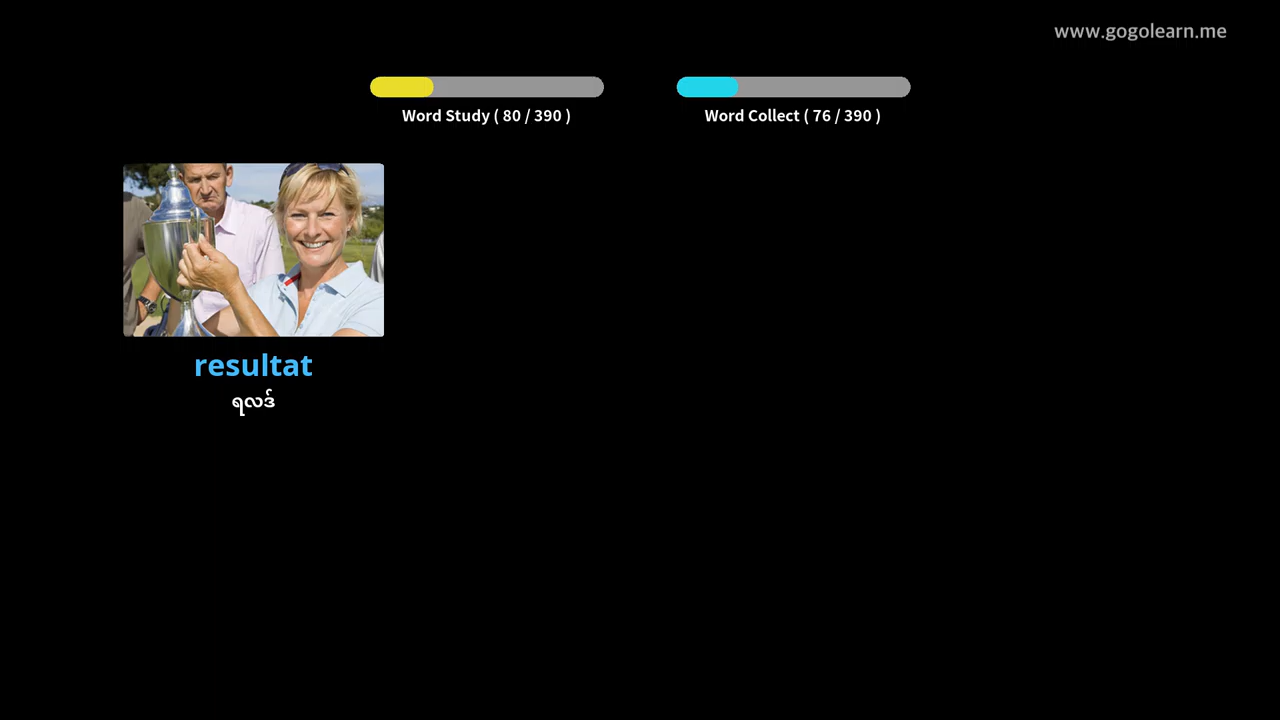 www.gogolearn.me
Word Study ( 80 / 390 )
Word Collect ( 76 / 390 )
resultat
ရလဒ်